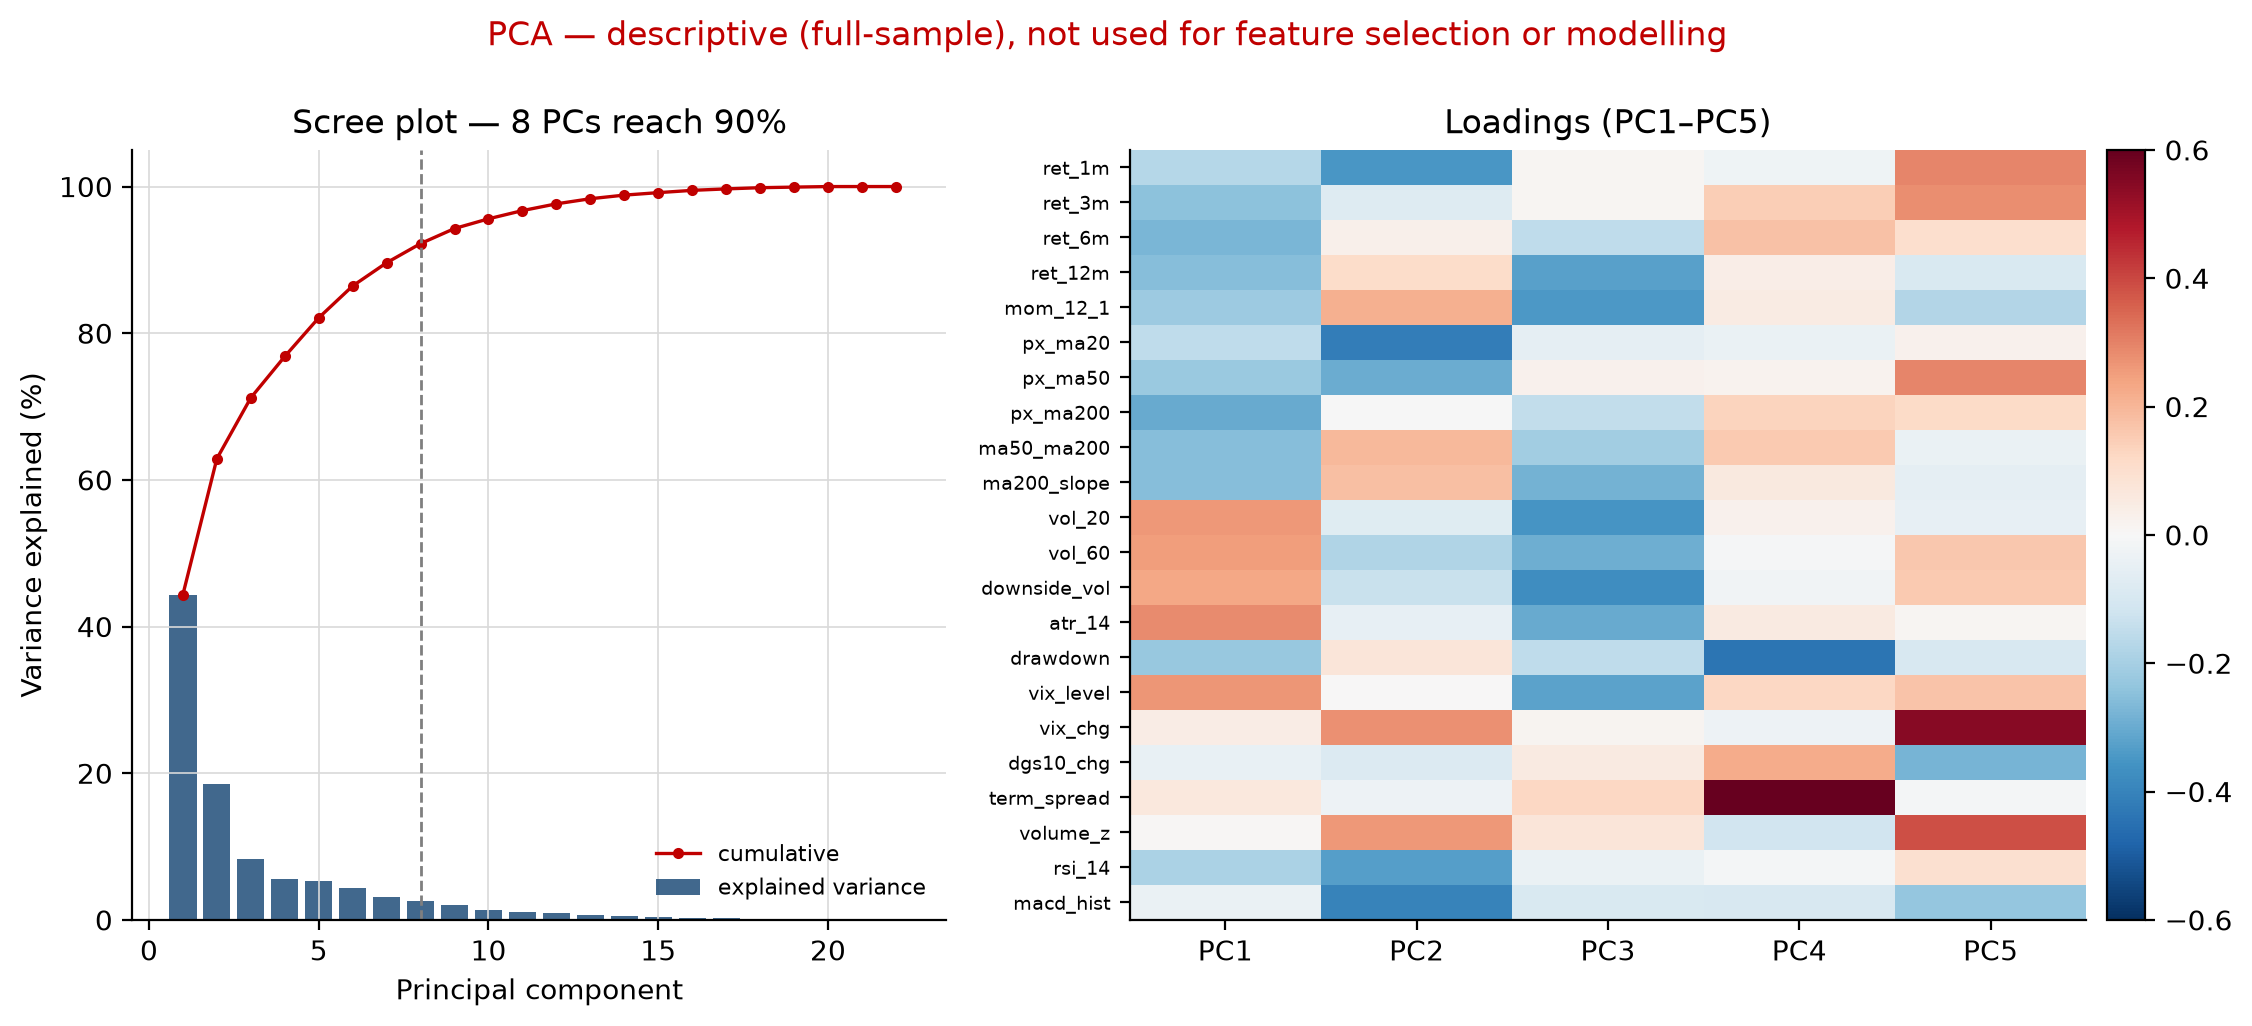 PCA — descriptive (full-sample), not used for feature selection or modelling
Scree plot — 8 PCs reach 90%
Variance explained (%)
100
80
60
40
20
0
0 5 10 15 20
Principal component
cumulative
explained variance
Loadings (PC1–PC5)
ret_1m
ret_3m
ret_6m
ret_12m
mom_12_1
px_ma20
px_ma50
px_ma200
ma50_ma200
ma200_slope
vol_20
vol_60
downside_vol
atr_14
drawdown
vix_level
vix_chg
dgs10_chg
term_spread
volume_z
rsi_14
macd_hist
PC1 PC2 PC3 PC4 PC5
0.6
0.4
0.2
0.0
−0.2
−0.4
−0.6